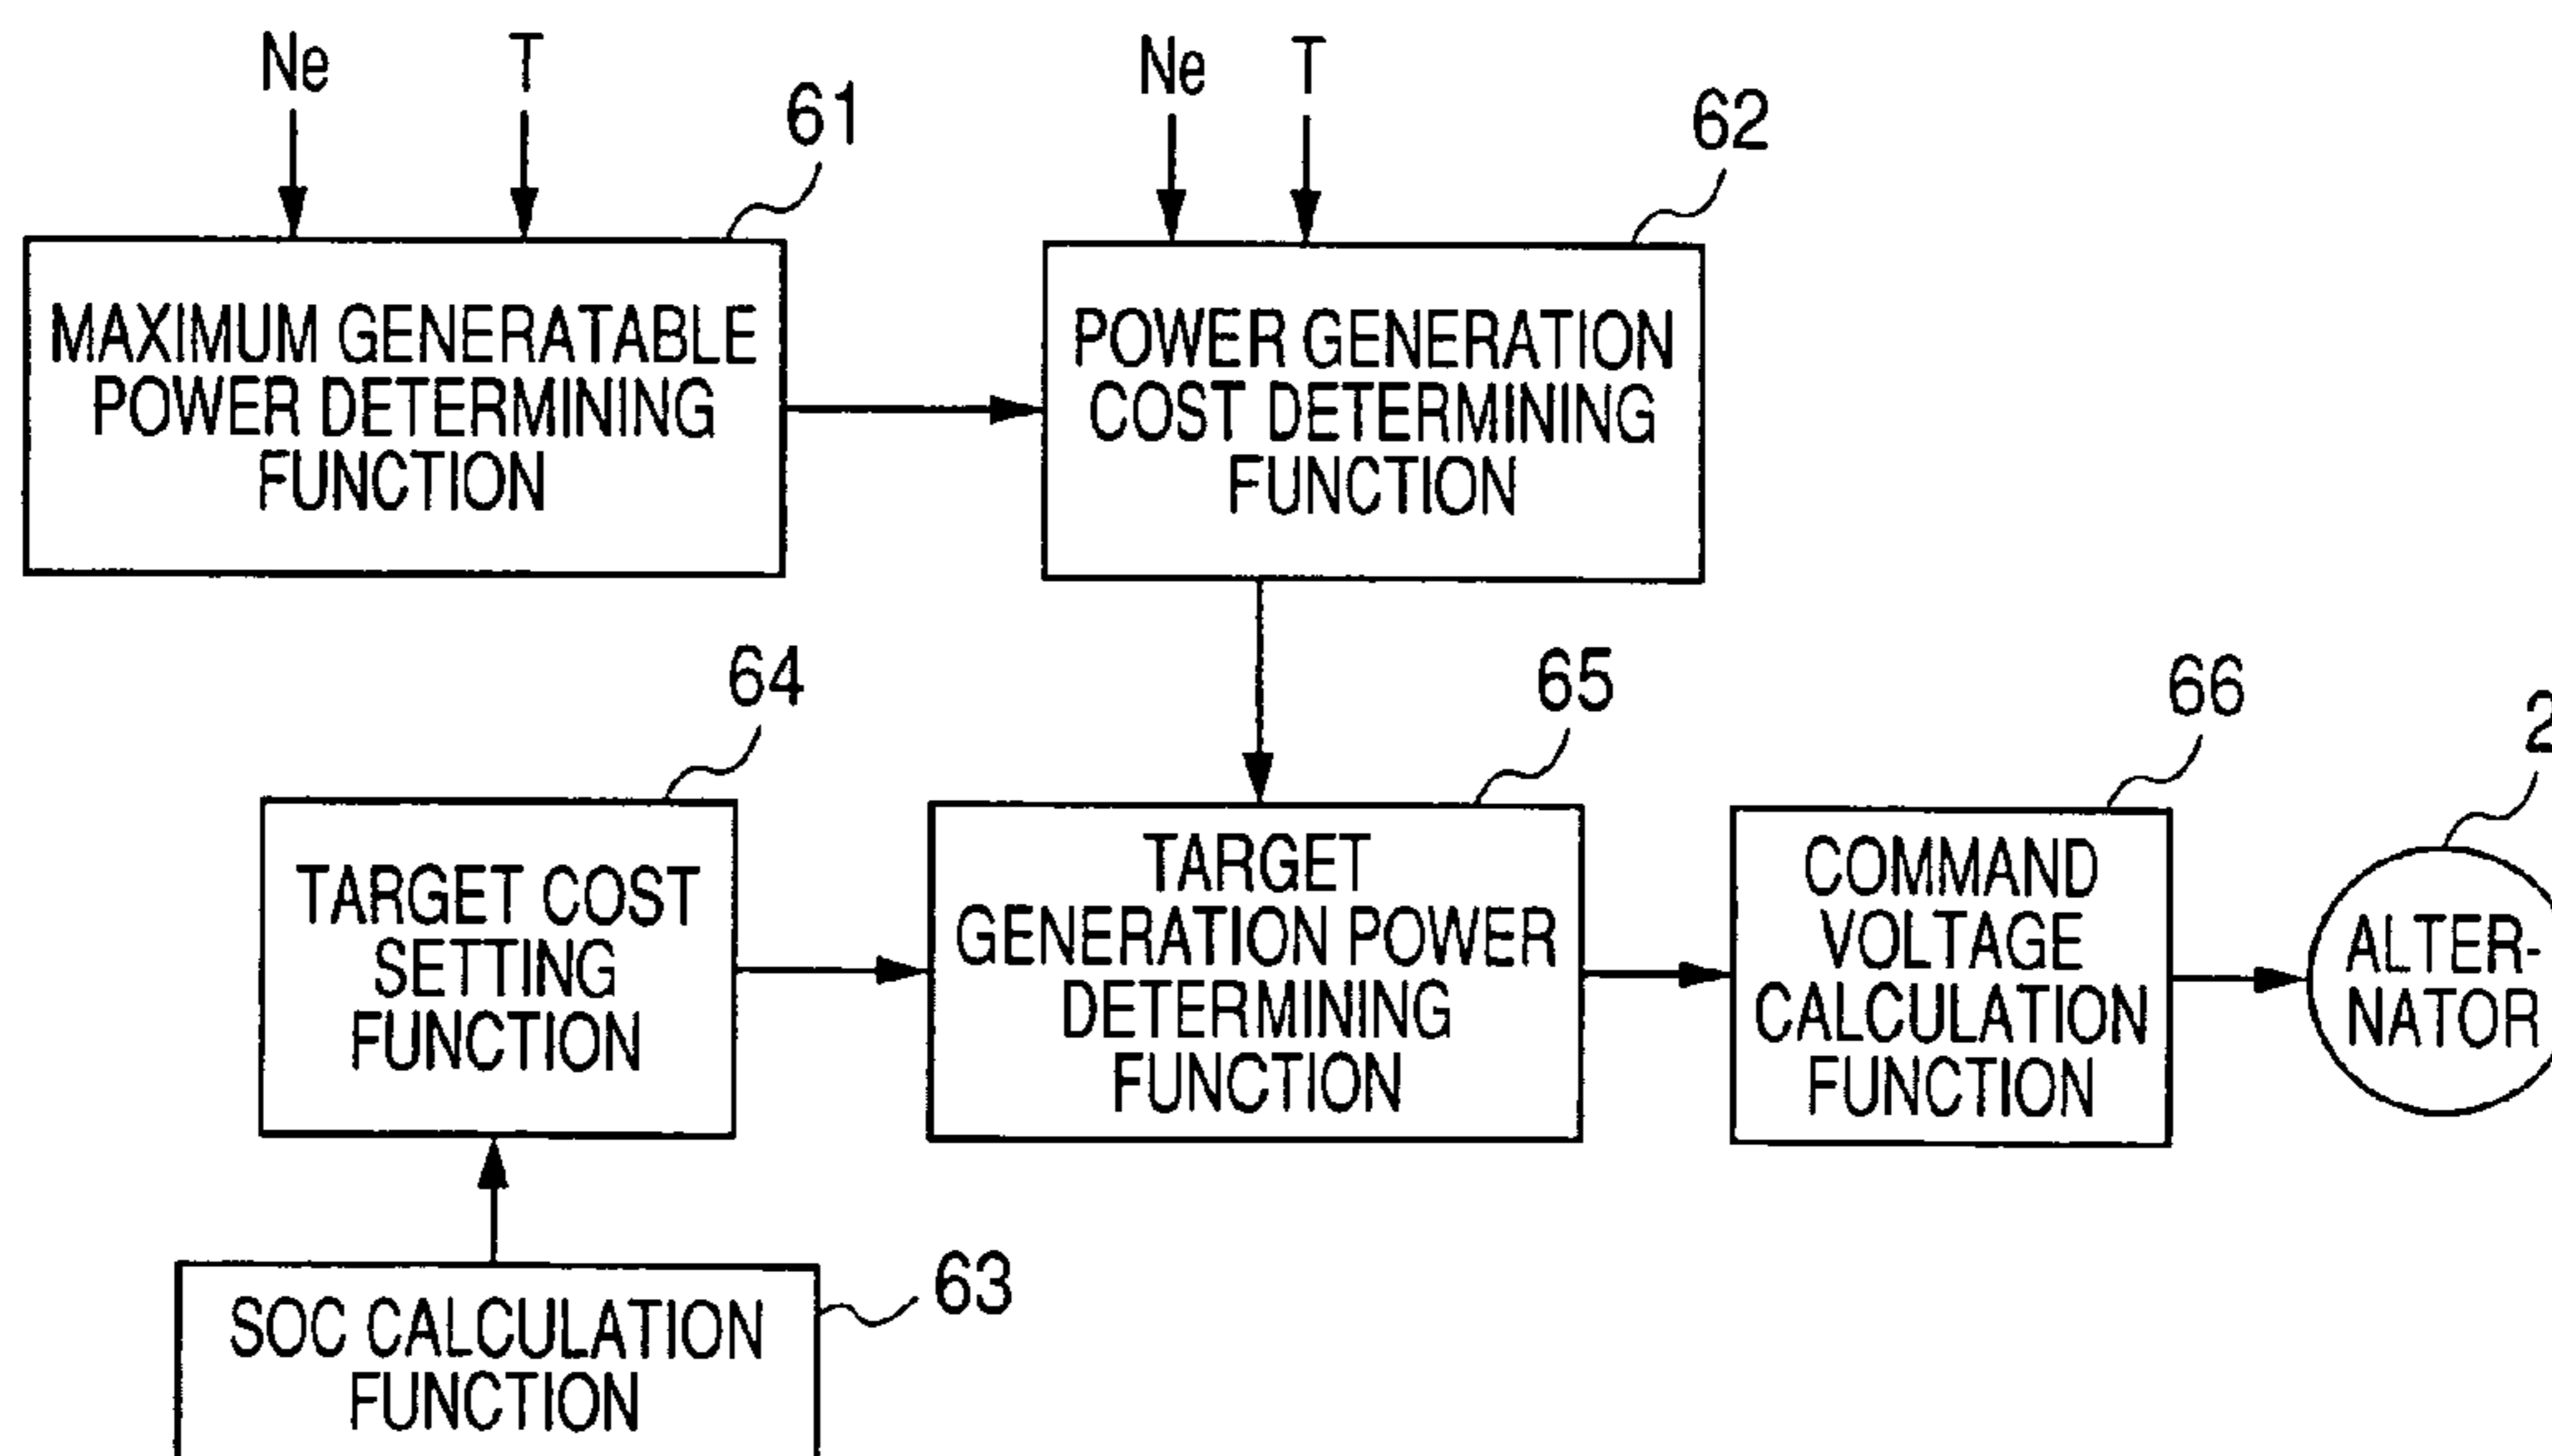 Ne
T
61
Ne
T
62
MAXIMUM GENERATABLE
POWER DETERMINING
FUNCTION
POWER GENERATION
COST DETERMINING
FUNCTION
64
65
66
2
TARGET COST
SETTING
FUNCTION
TARGET
GENERATION POWER
DETERMINING
FUNCTION
COMMAND
VOLTAGE
CALCULATION
FUNCTION
ALTER-
NATOR
63
SOC CALCULATION
FUNCTION